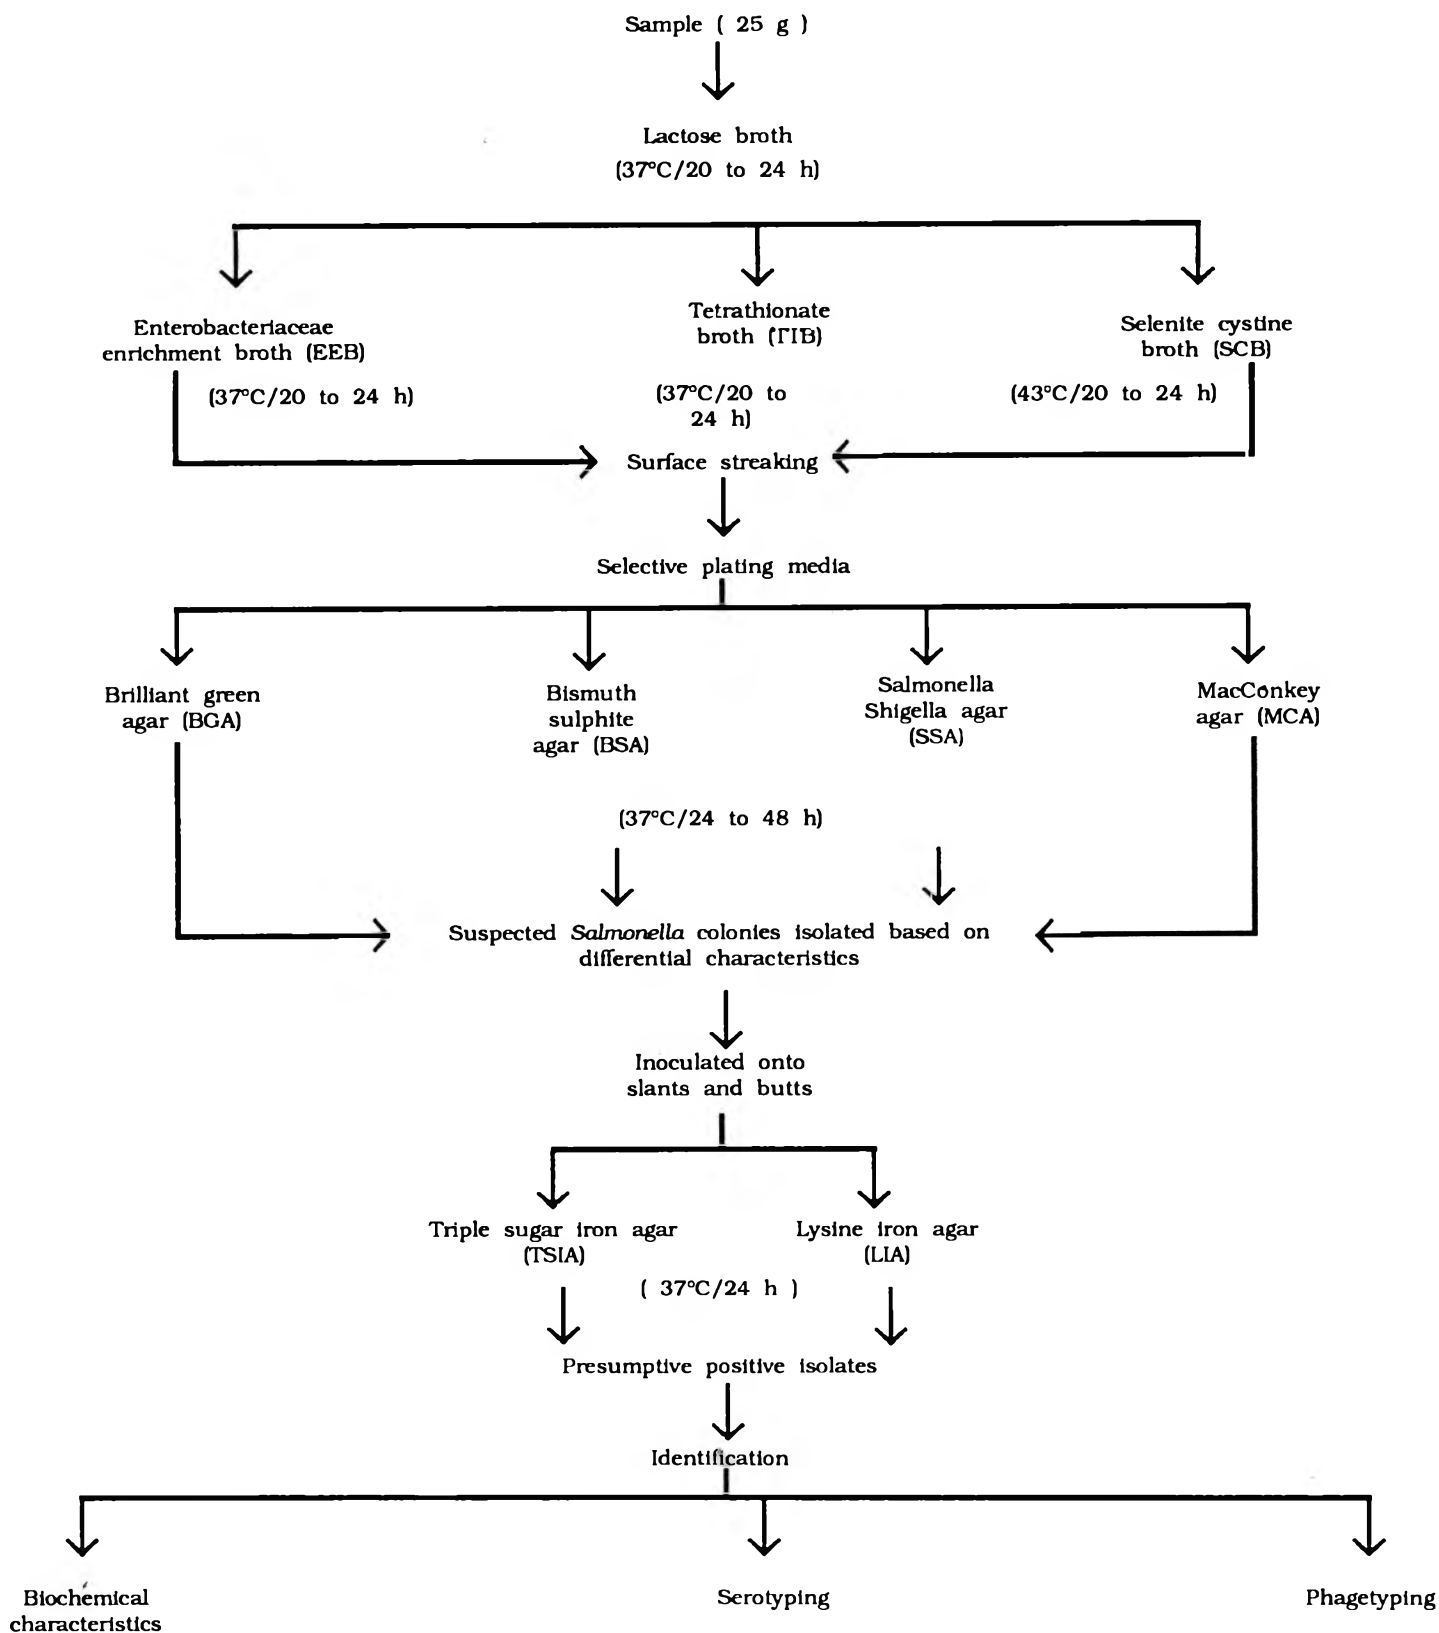 Sample ( 25 g )
Lactose broth
(37°C/20 to 24 h)
Enterobacteriaceae
enrichment broth (EEB)
(37°C/20 to 24 h)
Tetrathionate
broth (TTB)
(37°C/20 to
24 h)
Selenite cystine
broth (SCB)
(43°C/20 to 24 h)
Surface streaking
Selective plating media
Brilliant green
agar (BGA)
Bismuth
sulphite
agar (BSA)
Salmonella
Shigella agar
(SSA)
MacConkey
agar (MCA)
(37°C/24 to 48 h)
Suspected Salmonella colonies isolated based on
differential characteristics
Inoculated onto
slants and butts
Triple sugar iron agar
(TSIA)
Lysine iron agar
(LIA)
( 37°C/24 h )
Presumptive positive isolates
Identification
Biochemical
characteristics
Serotyping
Phagetyping